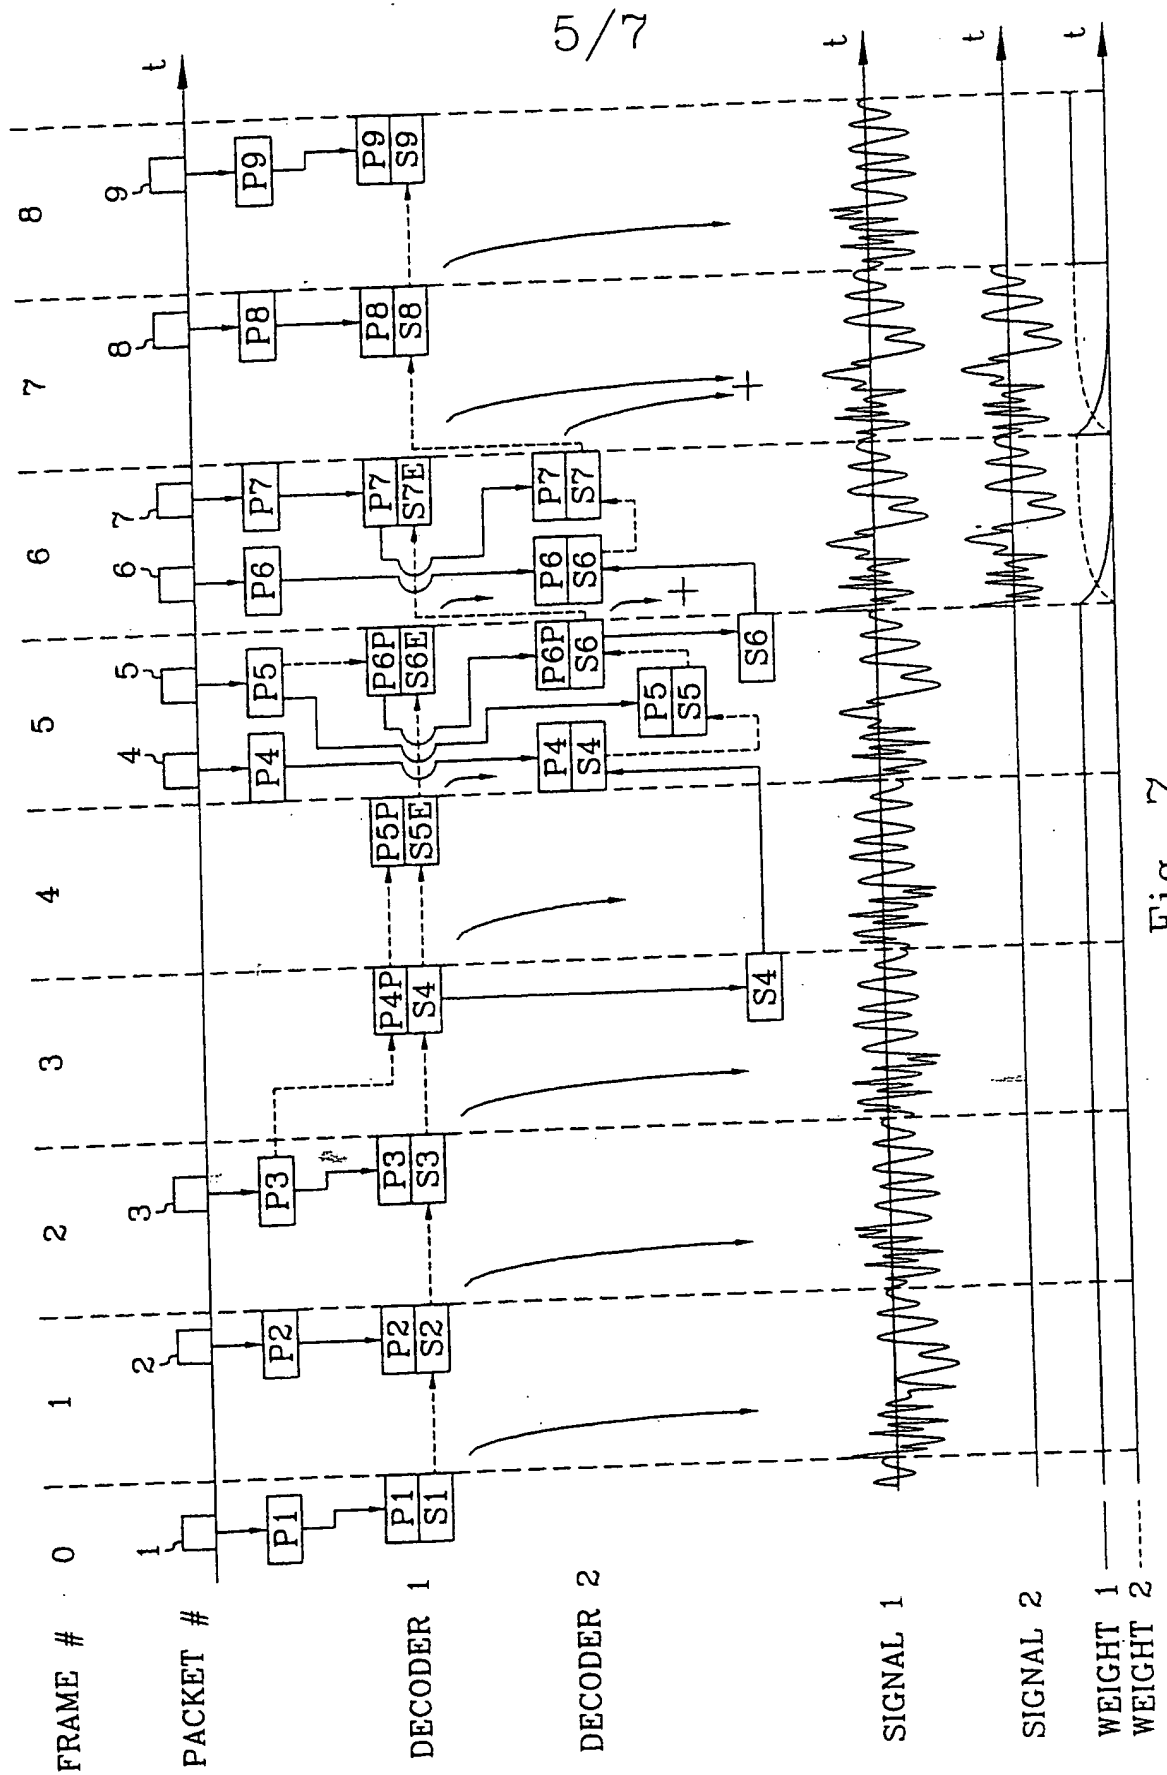 5/7
FRAME # 0 1 2 3 4 5 6 7 8
PACKET # 1 2 3 4 5 6 7 8 9 t
P1 P2 P3 P4 P5 P6 P7 P8 P9
DECODER 1
P1 P2 P3 P4P P5P P6P P7 P8 P9
S1 S2 S3 S4 S5E S6E S7E S8 S9
DECODER 2
P4 P6P P6 P7
S4 S6 S6 S7
P5
S5
+ +
S4 S6
SIGNAL 1 t
SIGNAL 2 t
WEIGHT 1 t
WEIGHT 2
Fig. 7